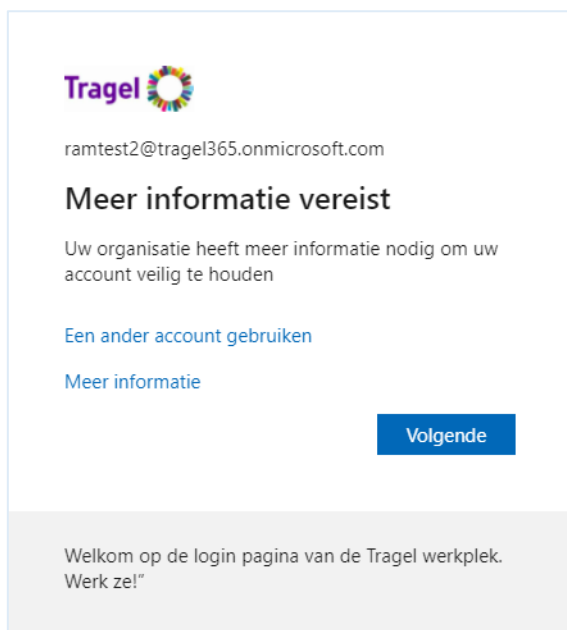 Tragel
ramtest2@tragel365.onmicrosoft.com
Meer informatie vereist
Uw organisatie heeft meer informatie nodig om uw
account veilig te houden
Een ander account gebruiken
Meer informatie
Volgende
Welkom op de login pagina van de Tragel werkplek.
Werk ze!”